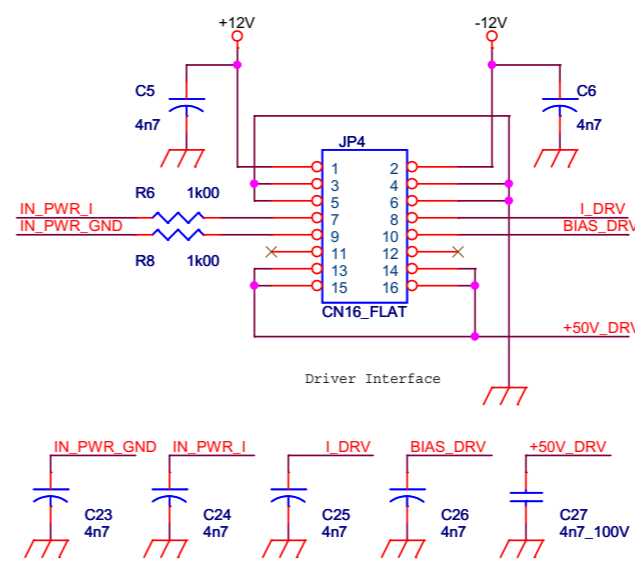 +12V -12V
C5 C6
4n7 4n7
JP4
1 2
3 4
5 6
R6 1k00
IN_PWR_I 7 8 I_DRV
IN_PWR_GND 9 10 BIAS_DRV
11 12
R8 1k00 13 14
15 16
CN16_FLAT
+50V_DRV
Driver Interface
IN_PWR_GND IN_PWR_I I_DRV BIAS_DRV +50V_DRV
C23 C24 C25 C26 C27
4n7 4n7 4n7 4n7 4n7_100V